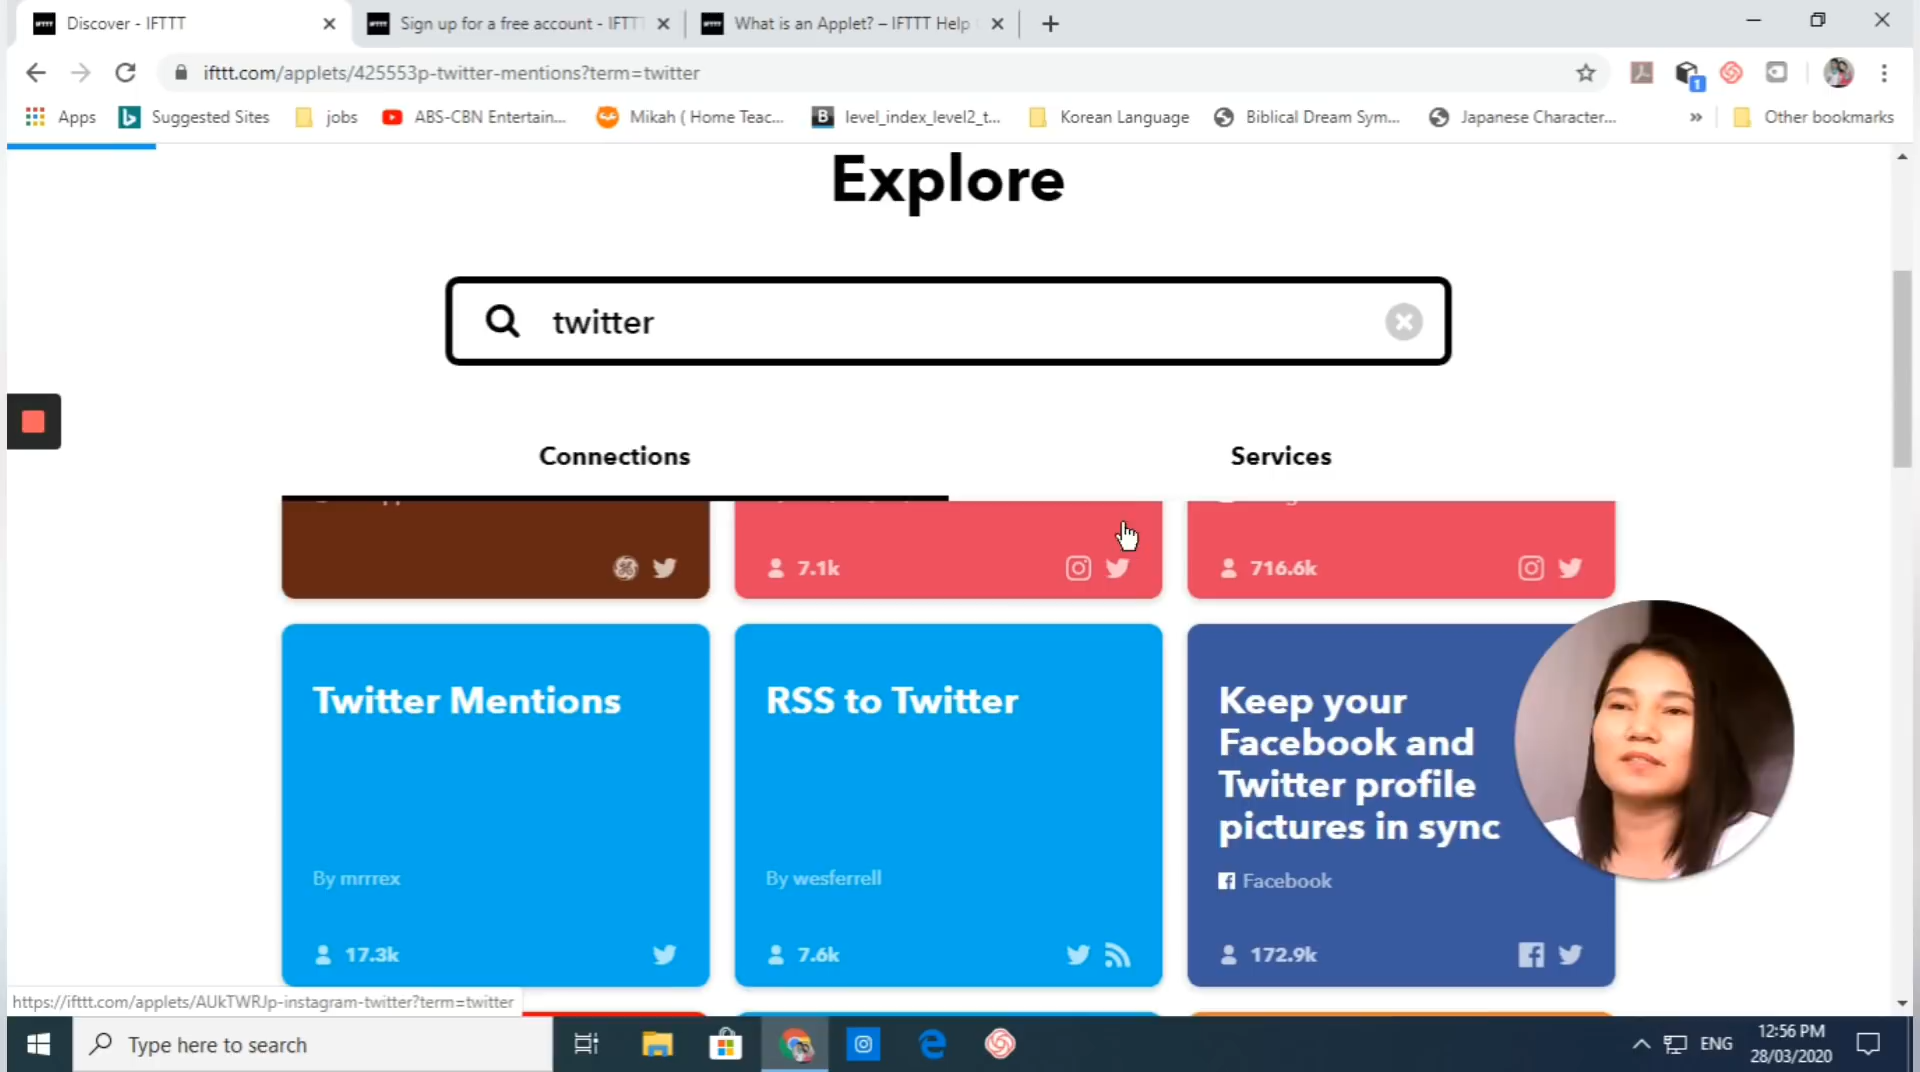 Discover - IFTTT
Sign up for a free account - IFTT
What is an Applet? – IFTTT Help
ifttt.com/applets/425553p-twitter-mentions?term=twitter
1
Apps
Suggested Sites
jobs
ABS-CBN Entertain...
Mikah ( Home Teac...
B
level_index_level2_t...
Korean Language
Biblical Dream Sym...
Japanese Character...
»
Other bookmarks
Explore
twitter
Connections
Services
7.1k
716.6k
Twitter Mentions
By mrrrex
17.3k
RSS to Twitter
By wesferrell
7.6k
Keep your
Facebook and
Twitter profile
pictures in sync
Facebook
172.9k
https://ifttt.com/applets/AUkTWRJp-instagram-twitter?term=twitter
Type here to search
ENG
12:56 PM
28/03/2020